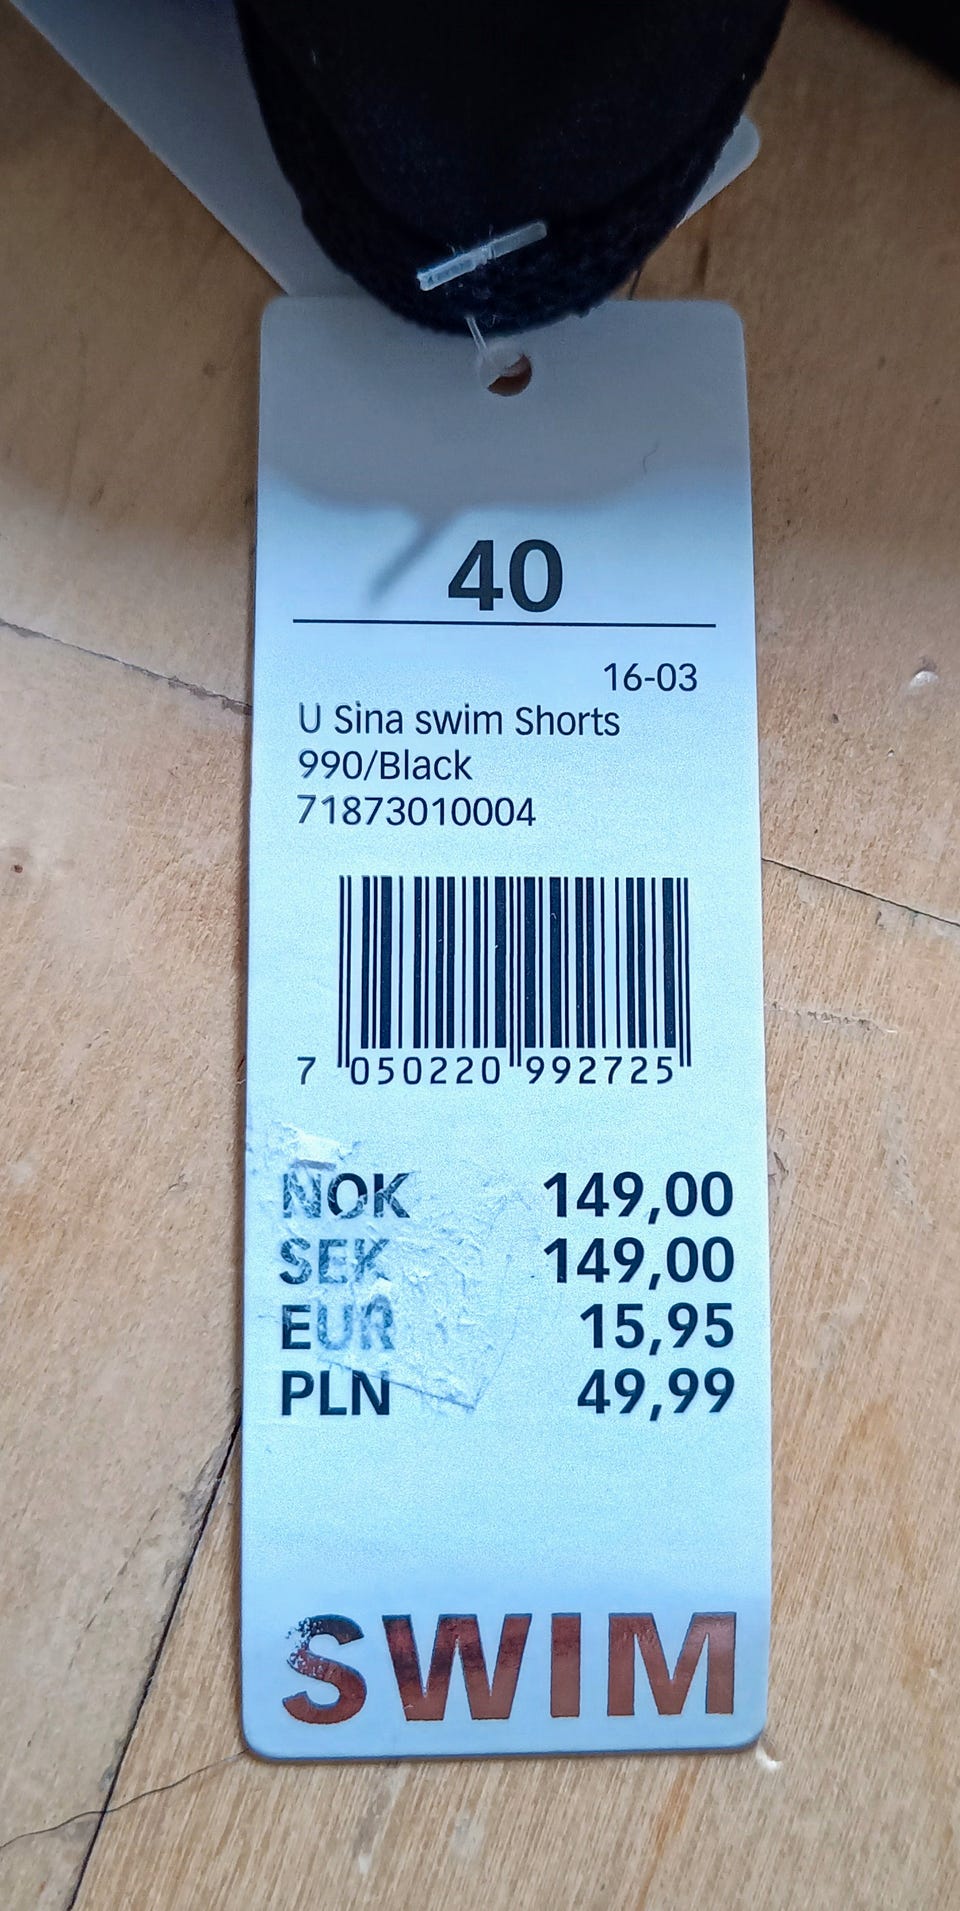 40
16-03
U Sina swim Shorts
990/Black
71873010004
7 050220 992725
NOK 149,00
SEK 149,00
EUR 15,95
PLN 49,99
SWIM